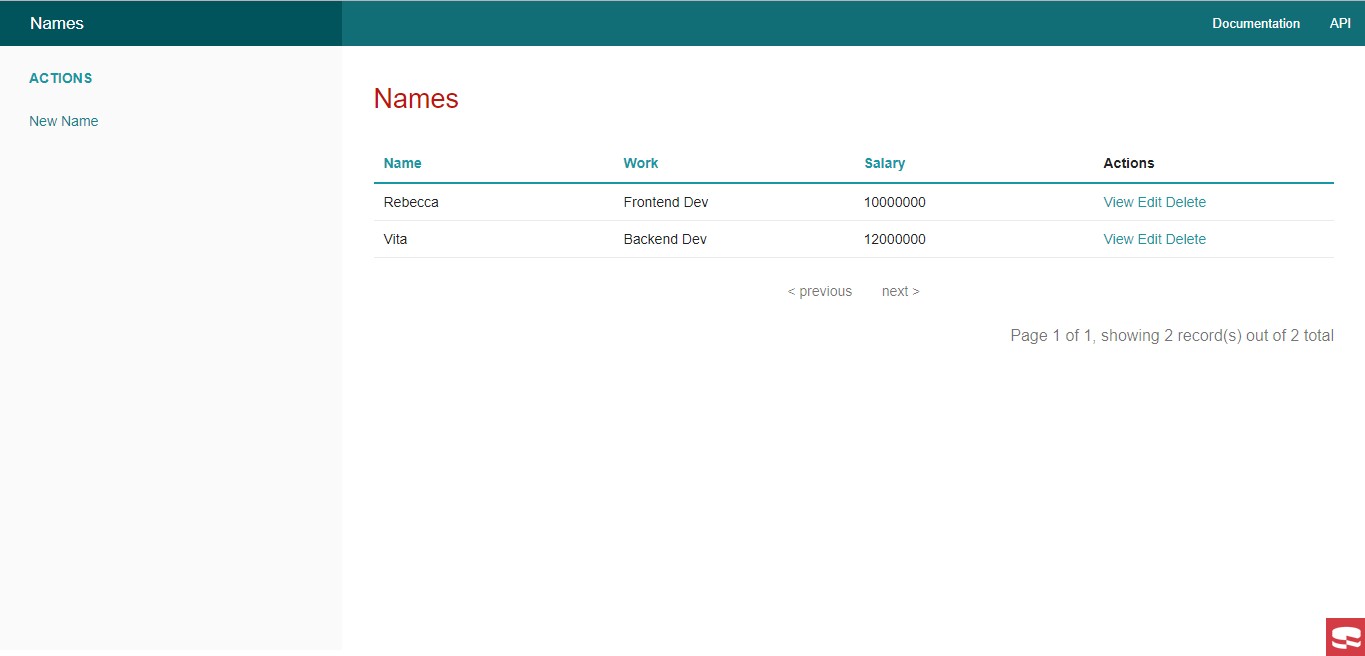 Names
Documentation API
ACTIONS
New Name
Names
Name Work Salary Actions
Rebecca Frontend Dev 10000000 View Edit Delete
Vita Backend Dev 12000000 View Edit Delete
< previous next >
Page 1 of 1, showing 2 record(s) out of 2 total